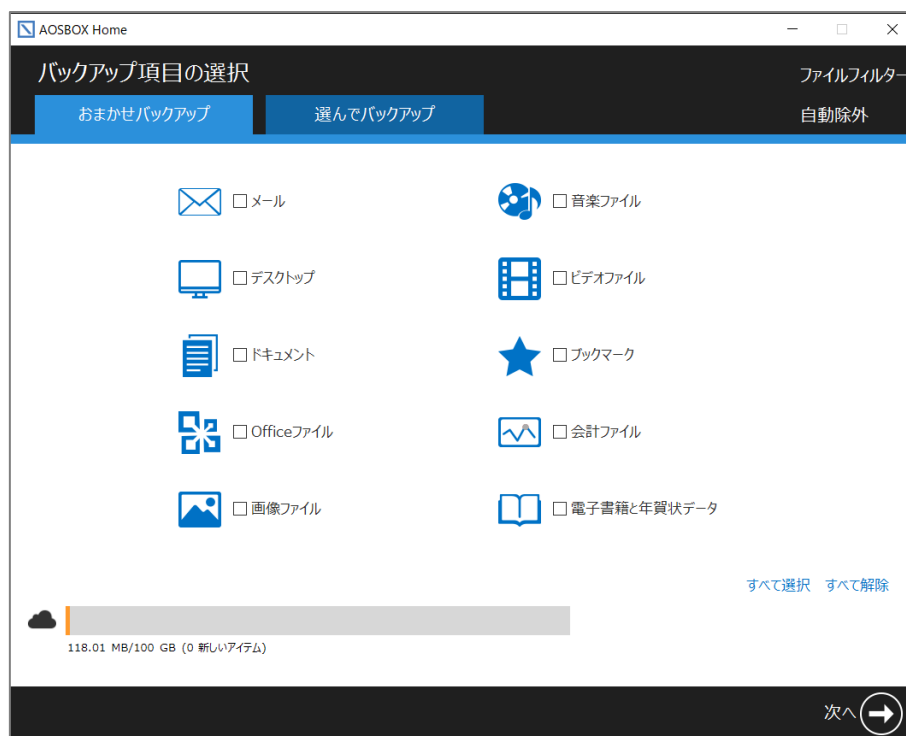 AOSBOX Home
バックアップ項目の選択
ファイルフィルター
おまかせバックアップ
選んでバックアップ
自動除外
メール
音楽ファイル
デスクトップ
ビデオファイル
ドキュメント
ブックマーク
Officeファイル
会計ファイル
画像ファイル
電子書籍と年賀状データ
すべて選択 すべて解除
118.01 MB/100 GB (0 新しいアイテム)
次へ